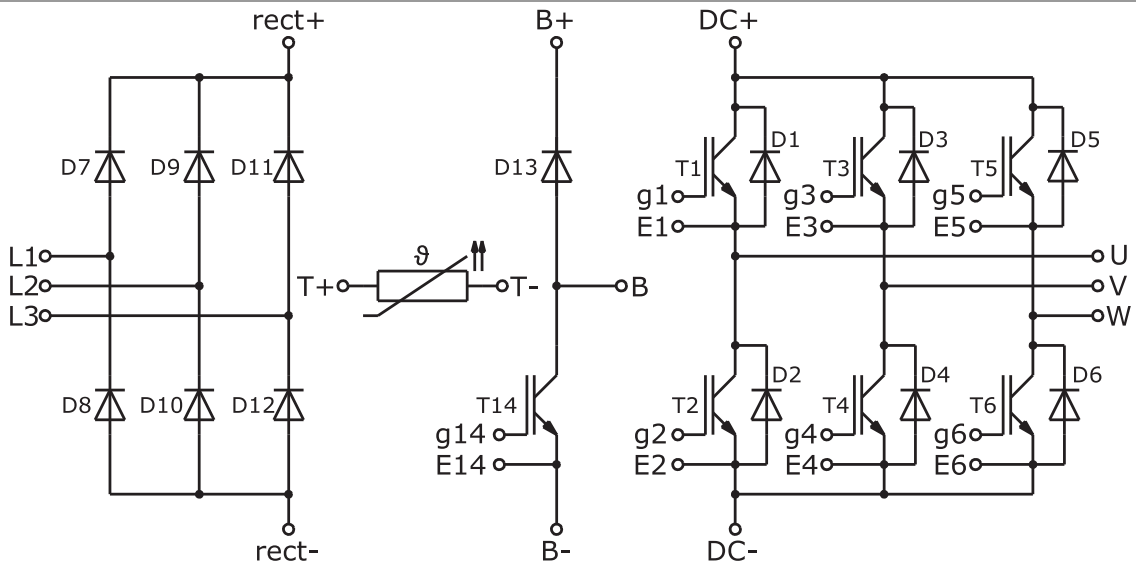 rect+
B+
DC+
D7
D9
D11
D13
T1
D1
T3
D3
T5
D5
g1
g3
g5
E1
E3
E5
L1
L2
L3
T+
ϑ
T-
B
U
V
W
D8
D10
D12
T14
T2
D2
T4
D4
T6
D6
g14
g2
g4
g6
E14
E2
E4
E6
rect-
B-
DC-